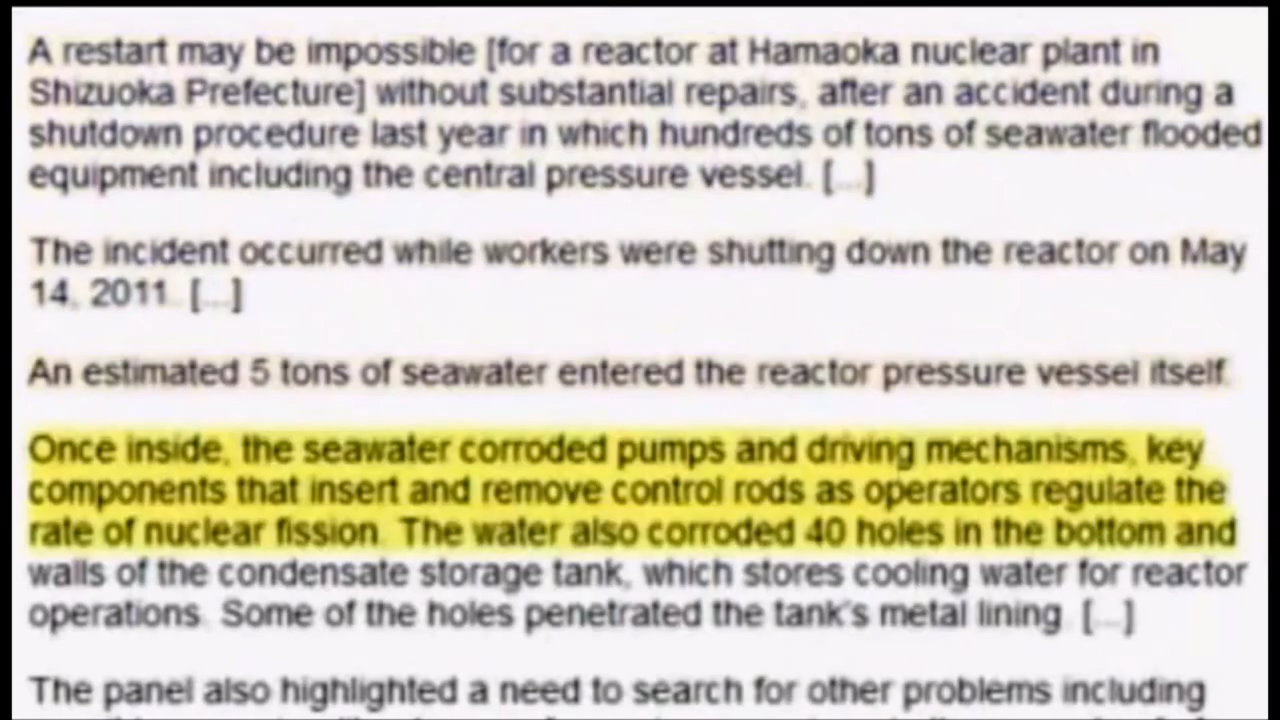 A restart may be impossible [for a reactor at Hamaoka nuclear plant in
Shizuoka Prefecture] without substantial repairs, after an accident during a
shutdown procedure last year in which hundreds of tons of seawater flooded
equipment including the central pressure vessel. [...]
The incident occurred while workers were shutting down the reactor on May
14, 2011. [...]
An estimated 5 tons of seawater entered the reactor pressure vessel itself.
Once inside, the seawater corroded pumps and driving mechanisms, key
components that insert and remove control rods as operators regulate the
rate of nuclear fission. The water also corroded 40 holes in the bottom and
walls of the condensate storage tank, which stores cooling water for reactor
operations. Some of the holes penetrated the tank's metal lining. [...]
The panel also highlighted a need to search for other problems including